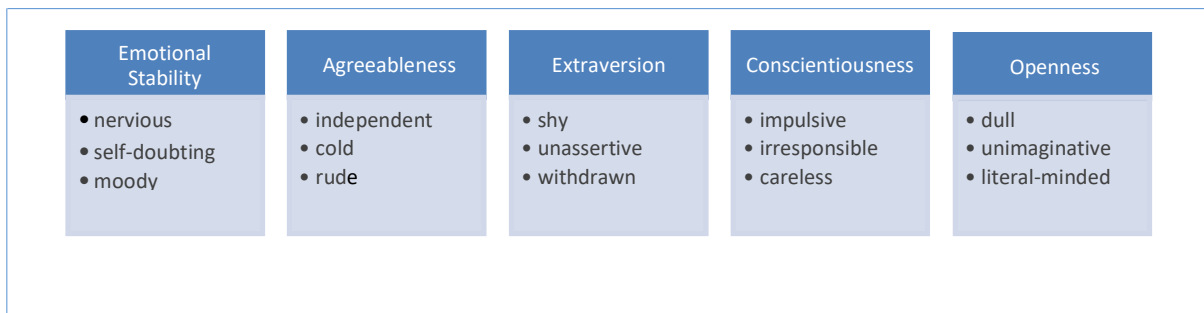 Emotional
Stability
• nervious
• self-doubting
• moody
Agreeableness
• independent
• cold
• rude
Extraversion
• shy
• unassertive
• withdrawn
Conscientiousness
• impulsive
• irresponsible
• careless
Openness
• dull
• unimaginative
• literal-minded